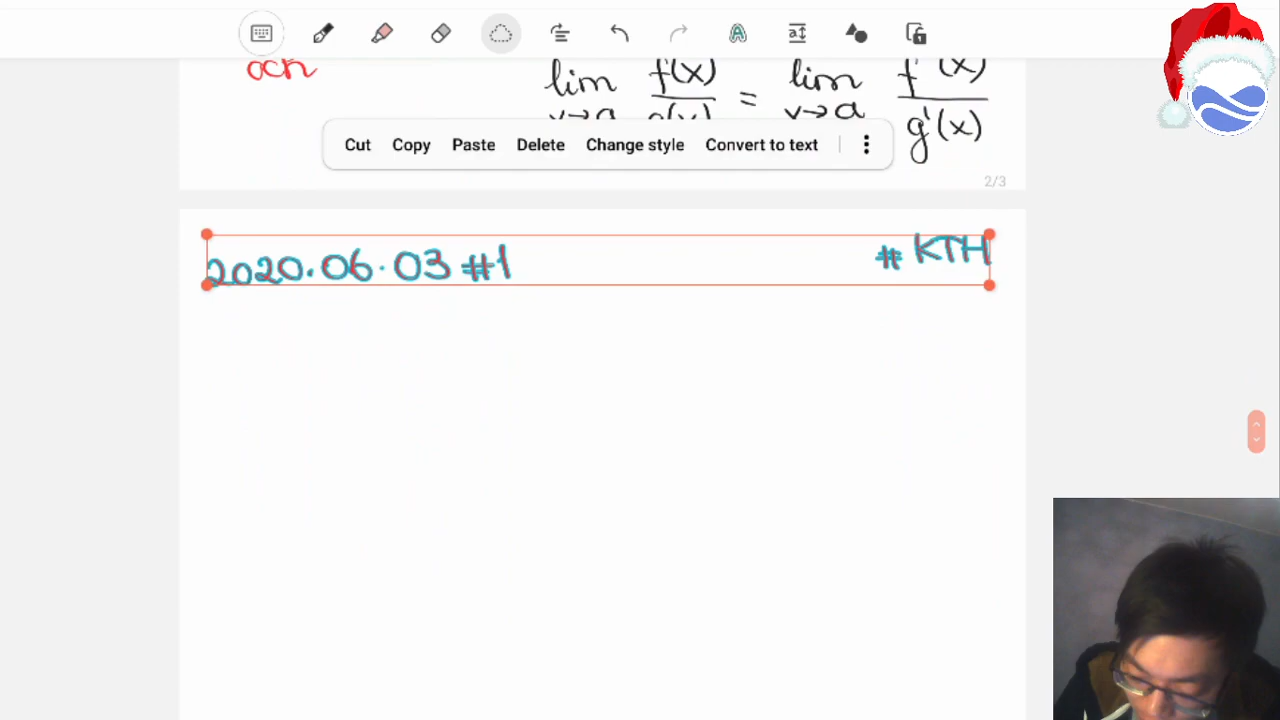 och
lim f(x) = lim f'(x)
x→a g(x) x→a g'(x)
Cut Copy Paste Delete Change style Convert to text
2/3
2020.06.03 #1 # KTH